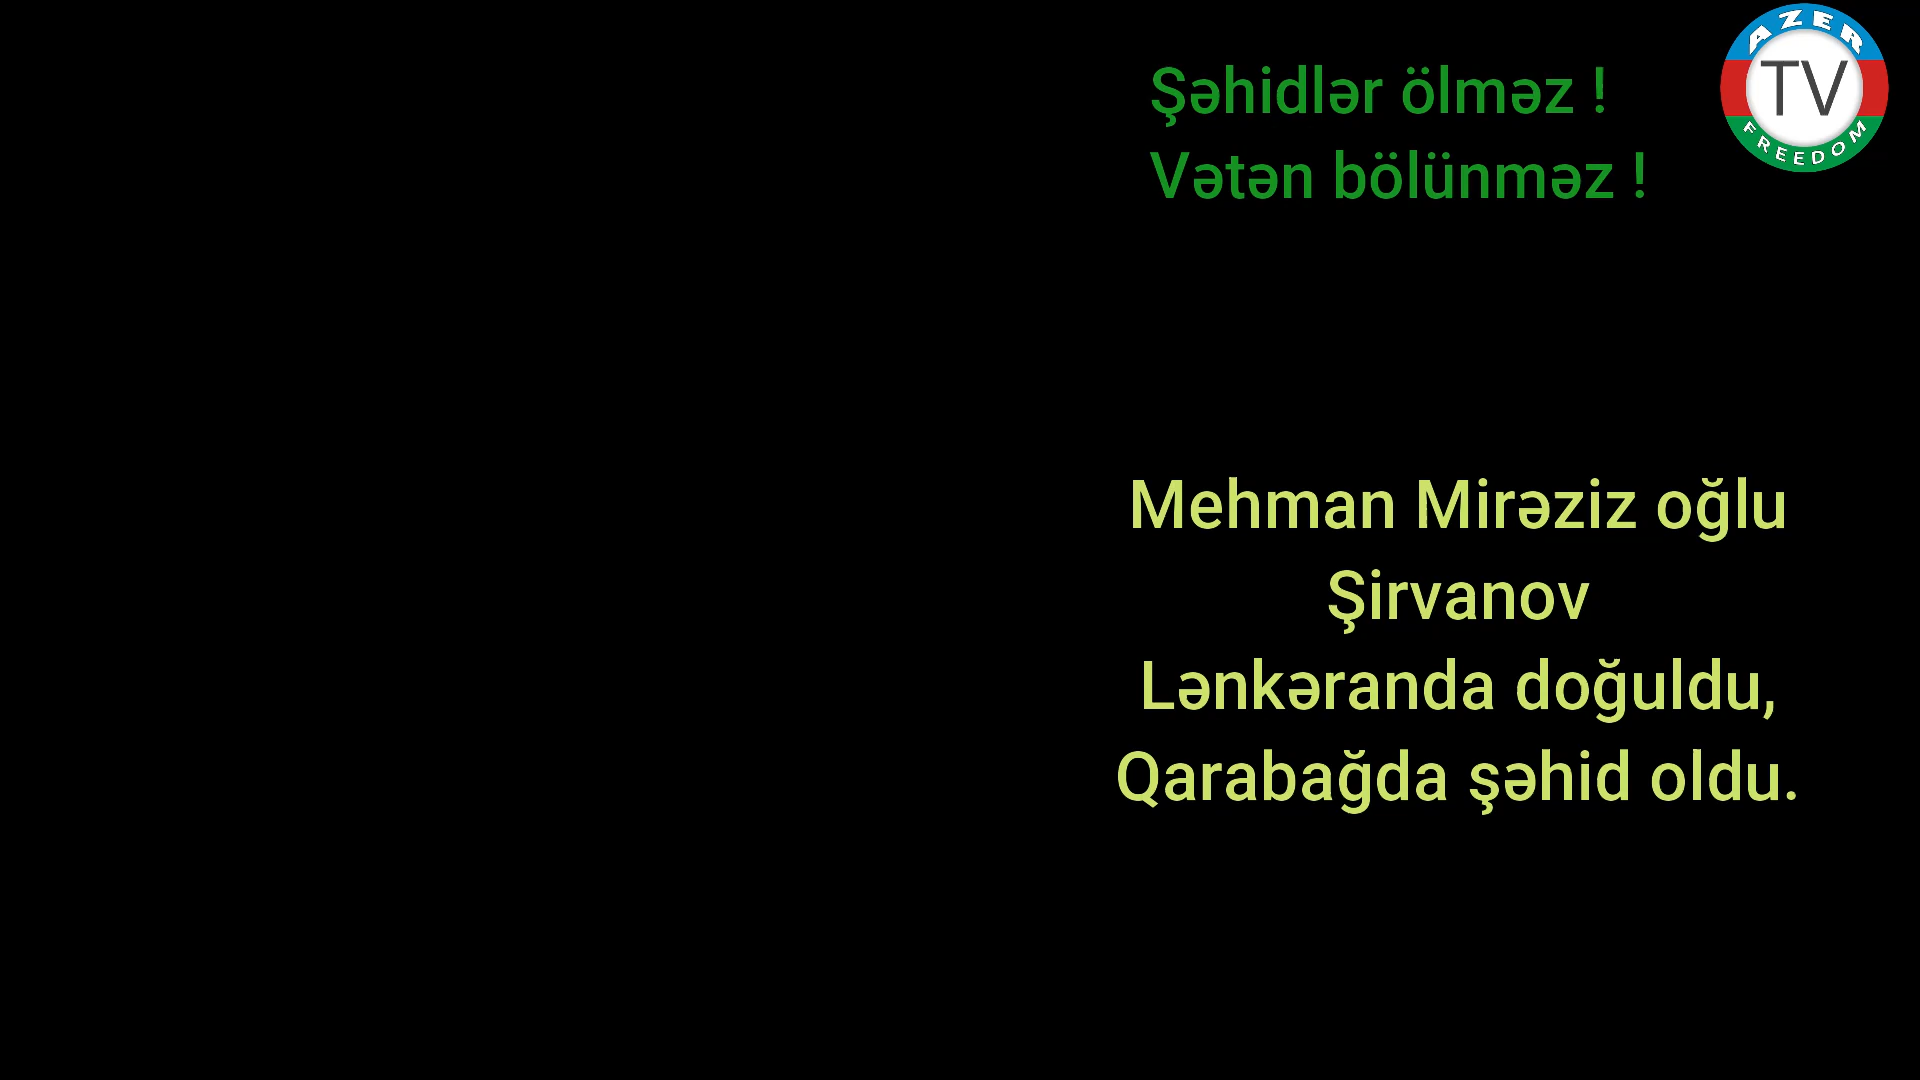 Şəhidlər ölməz !
Vətən bölünməz !
AZER
TV
FREEDOM
Mehman Mirəziz oğlu
Şirvanov
Lənkəranda doğuldu,
Qarabağda şəhid oldu.